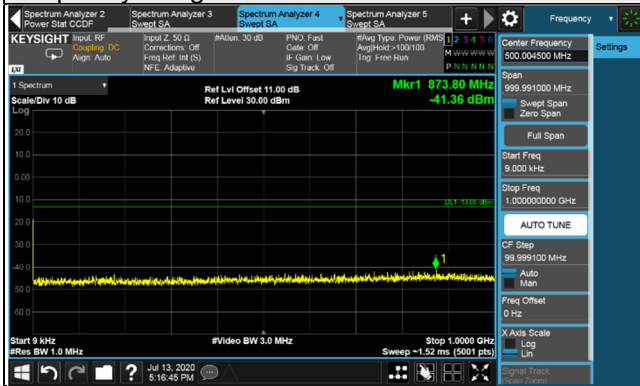 Spectrum Analyzer 2
Power Stat CCDF
Spectrum Analyzer 3
Swept SA
Spectrum Analyzer 4
Swept SA
Spectrum Analyzer 5
Swept SA
+
Frequency
KEYSIGHT
Input: RF
Coupling: DC
Align: Auto
Input Z: 50 Ω
Corrections: Off
Freq Ref: Int (S)
NFE: Adaptive
#Atten: 30 dB
PNO: Fast
Gate: Off
IF Gain: Low
Sig Track: Off
#Avg Type: Power (RMS
Avg|Hold:>100/100
Trig: Free Run
1 2 3 4 5 6
M W W W W W
P N N N N N
LXI
1 Spectrum
Scale/Div 10 dB
Log
Ref Lvl Offset 11.00 dB
Ref Level 30.00 dBm
Mkr1 873.80 MHz
-41.36 dBm
20.0
10.0
0.00
-10.0
DL1 -13.00 dBm
-20.0
-30.0
-40.0
-50.0
-60.0
1
Start 9 kHz
#Res BW 1.0 MHz
#Video BW 3.0 MHz
Stop 1.0000 GHz
Sweep ~1.52 ms (5001 pts)
Center Frequency
500.004500 MHz
Settings
Span
999.991000 MHz
Swept Span
Zero Span
Full Span
Start Freq
9.000 kHz
Stop Freq
1.000000000 GHz
AUTO TUNE
CF Step
99.999100 MHz
Auto
Man
Freq Offset
0 Hz
X Axis Scale
Log
Lin
Signal Track
(Span Zoom)
Jul 13, 2020
5:16:45 PM